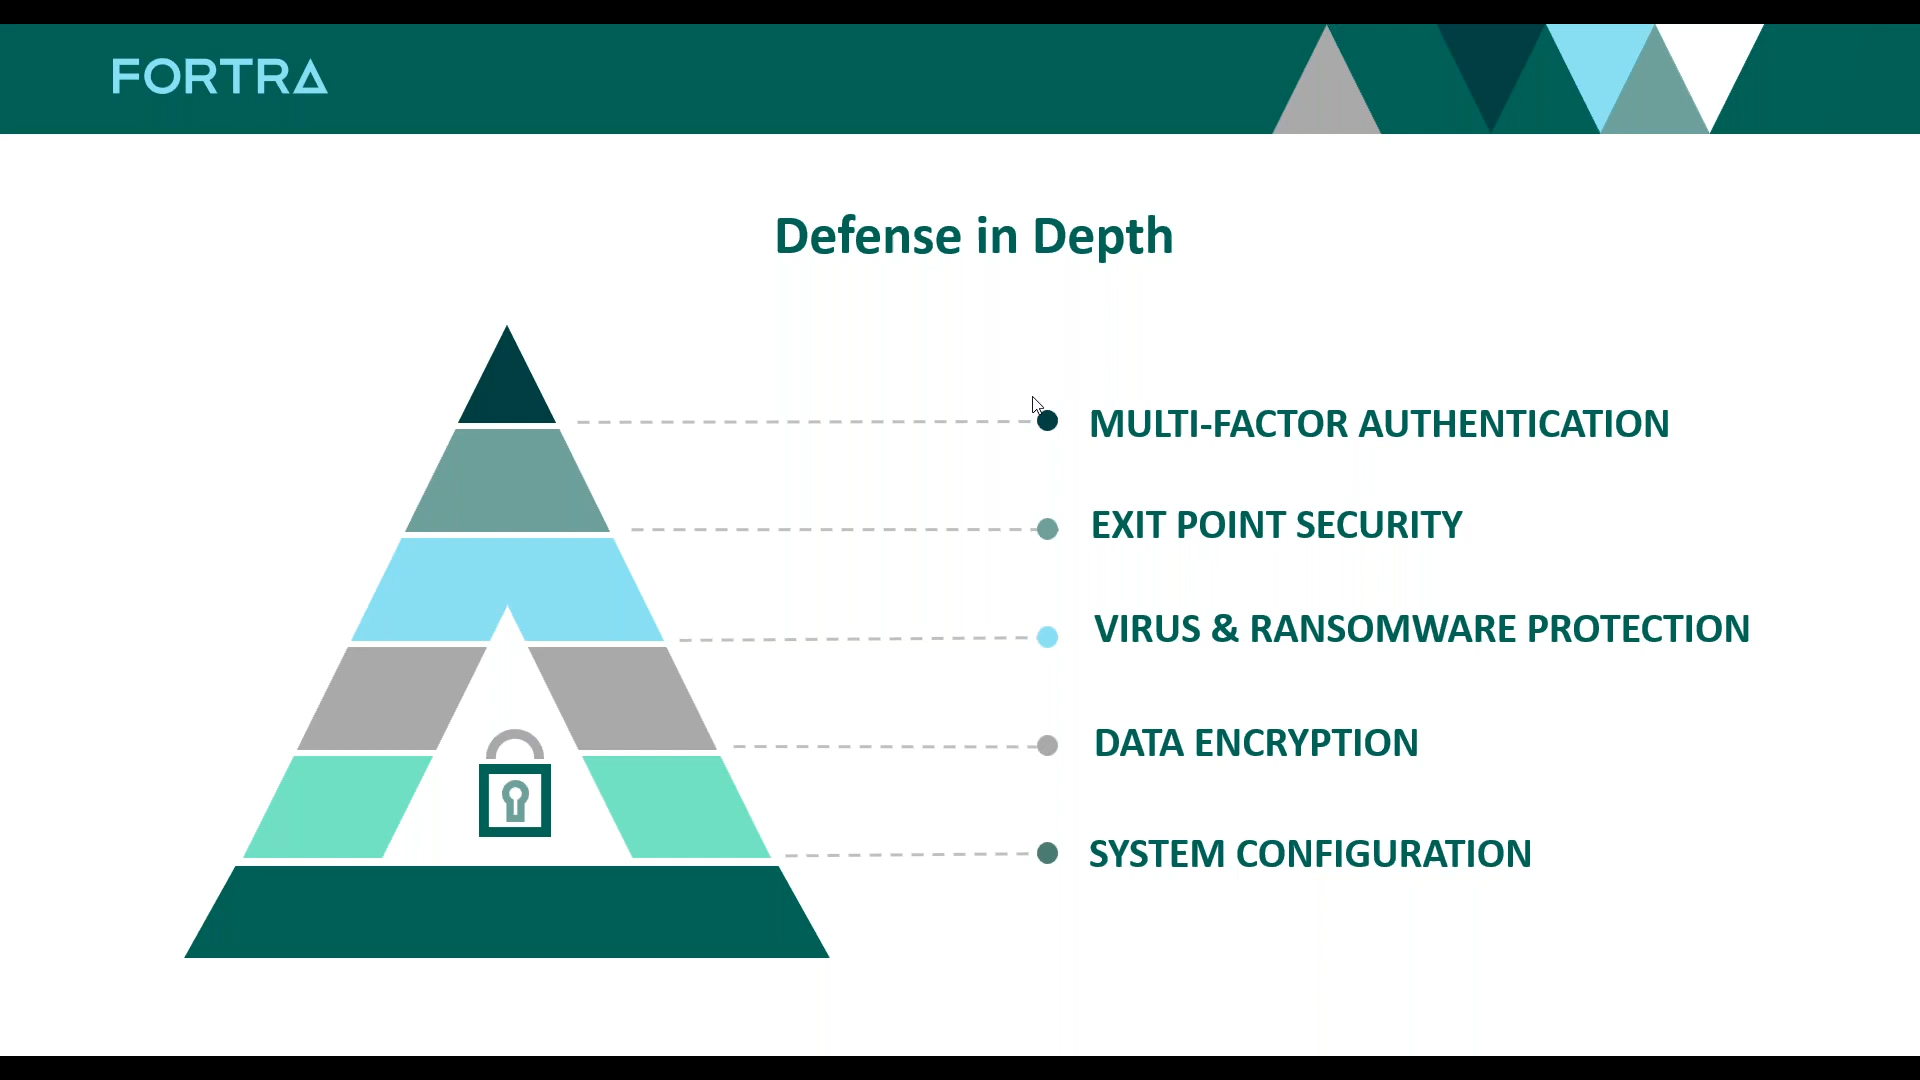 FORTRA
Defense in Depth
MULTI-FACTOR AUTHENTICATION
EXIT POINT SECURITY
VIRUS & RANSOMWARE PROTECTION
DATA ENCRYPTION
SYSTEM CONFIGURATION